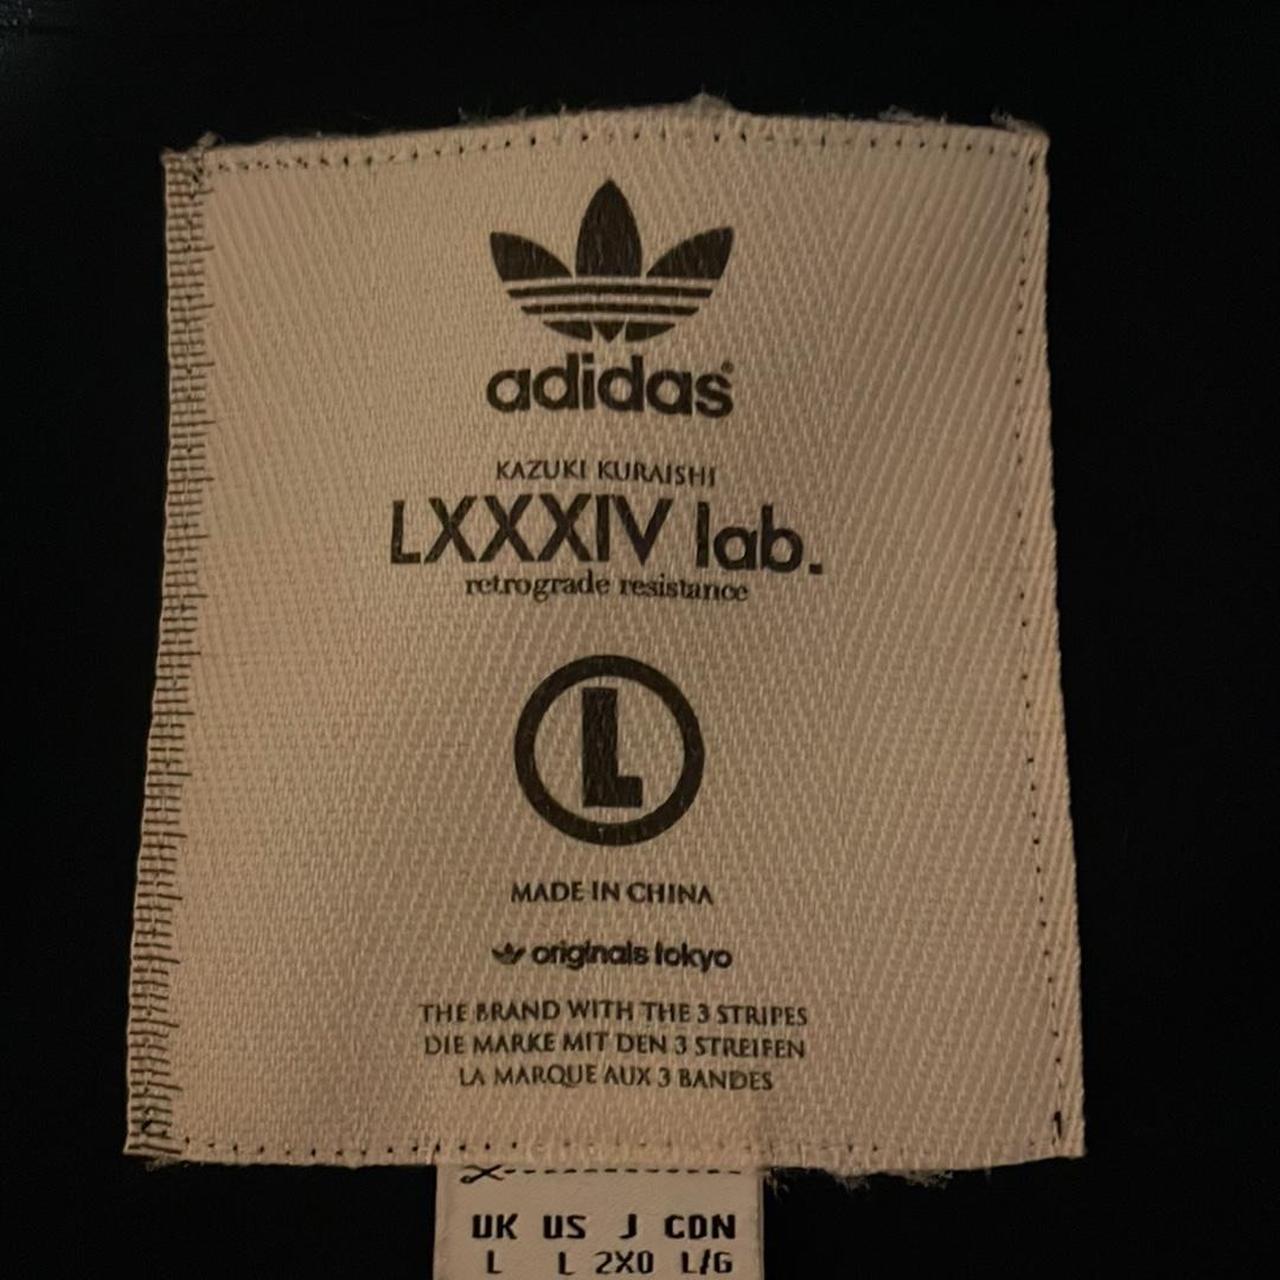 adidas®
KAZUKI KURAISHI
LXXXIV lab.
retrograde resistance
L
MADE IN CHINA
originals tokyo
THE BRAND WITH THE 3 STRIPES
DIE MARKE MIT DEN 3 STREIFEN
LA MARQUE AUX 3 BANDES
UK US J CDN
L L 2XO L/G